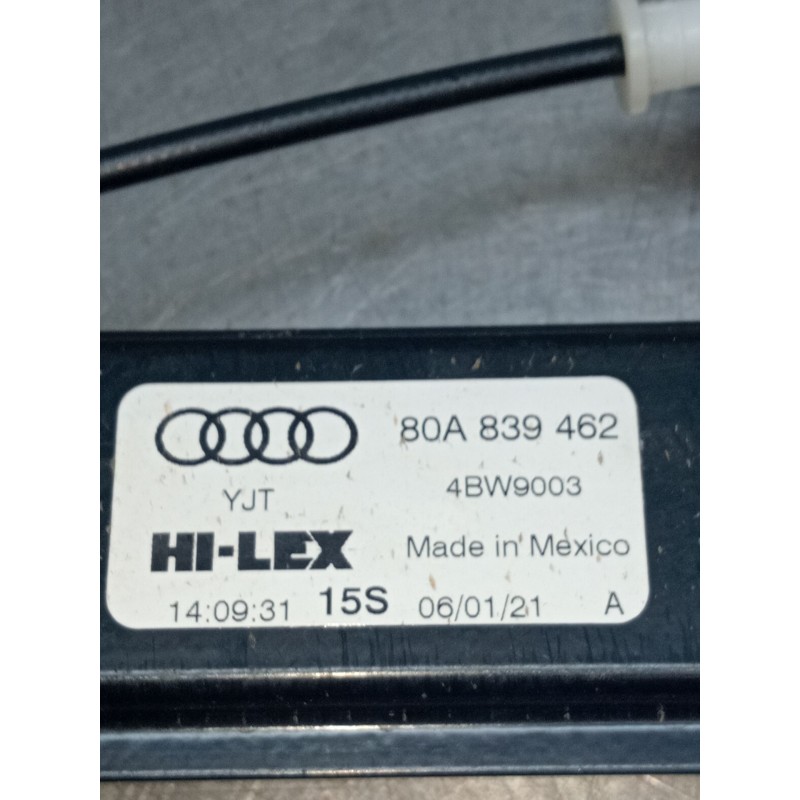 80A 839 462
YJT 4BW9003
HI-LEX Made in Mexico
14:09:31 15S 06/01/21 A